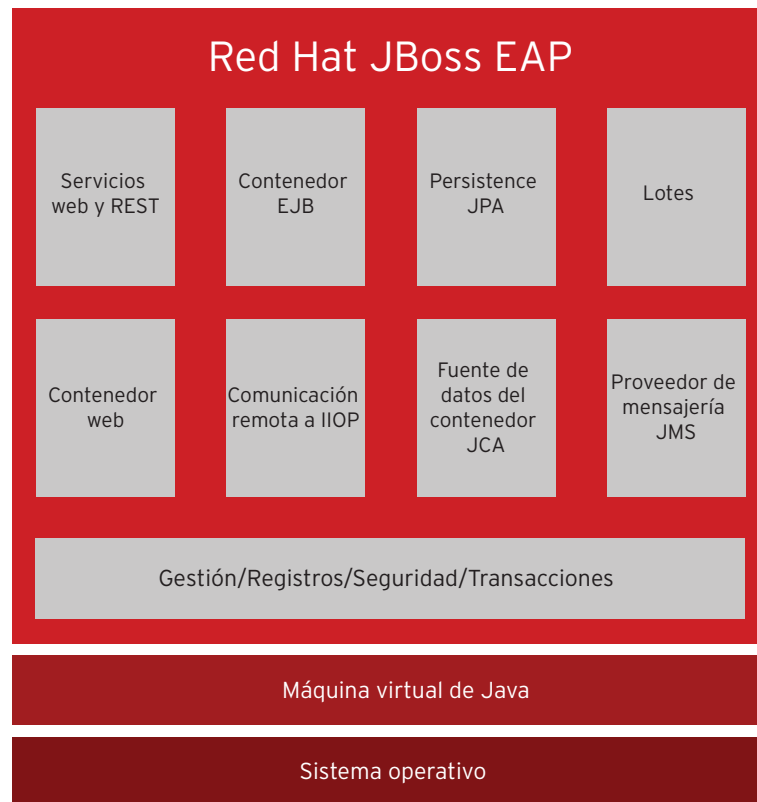 Red Hat JBoss EAP
Servicios
web y REST
Contenedor
EJB
Persistence
JPA
Lotes
Contenedor
web
Comunicación
remota a IIOP
Fuente de
datos del
contenedor
JCA
Proveedor de
mensajería
JMS
Gestión/Registros/Seguridad/Transacciones
Máquina virtual de Java
Sistema operativo